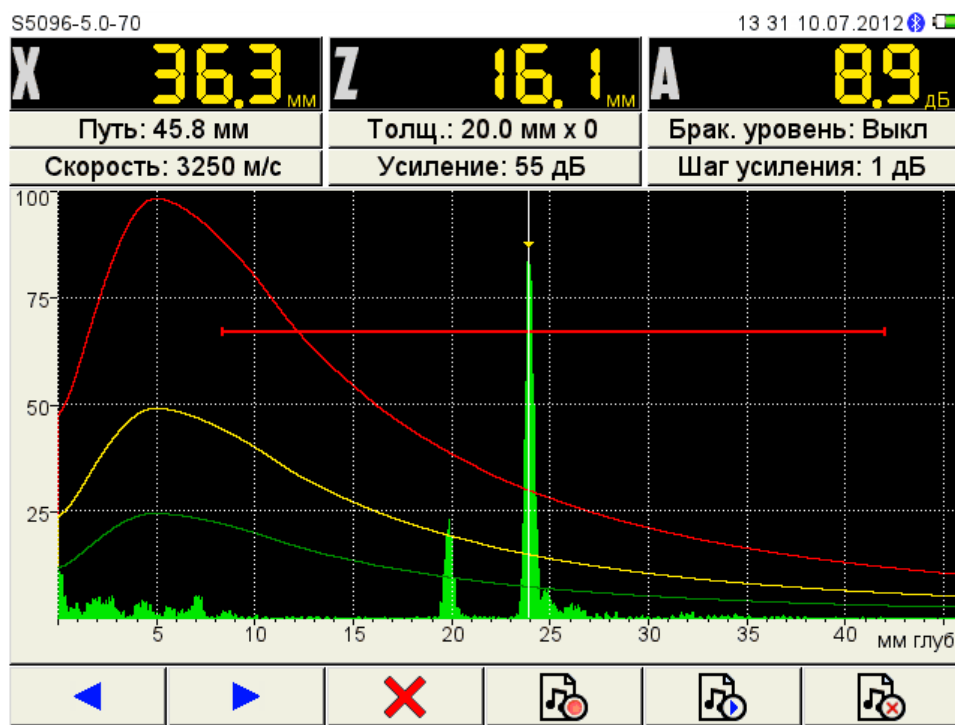 S5096-5.0-70 13 31 10.07.2012
X 36.3 мм Z 16.1 мм A 8.9 дБ
Путь: 45.8 мм Толщ.: 20.0 мм x 0 Брак. уровень: Выкл
Скорость: 3250 м/с Усиление: 55 дБ Шаг усиления: 1 дБ
100
75
50
25
5 10 15 20 25 30 35 40 мм глуб